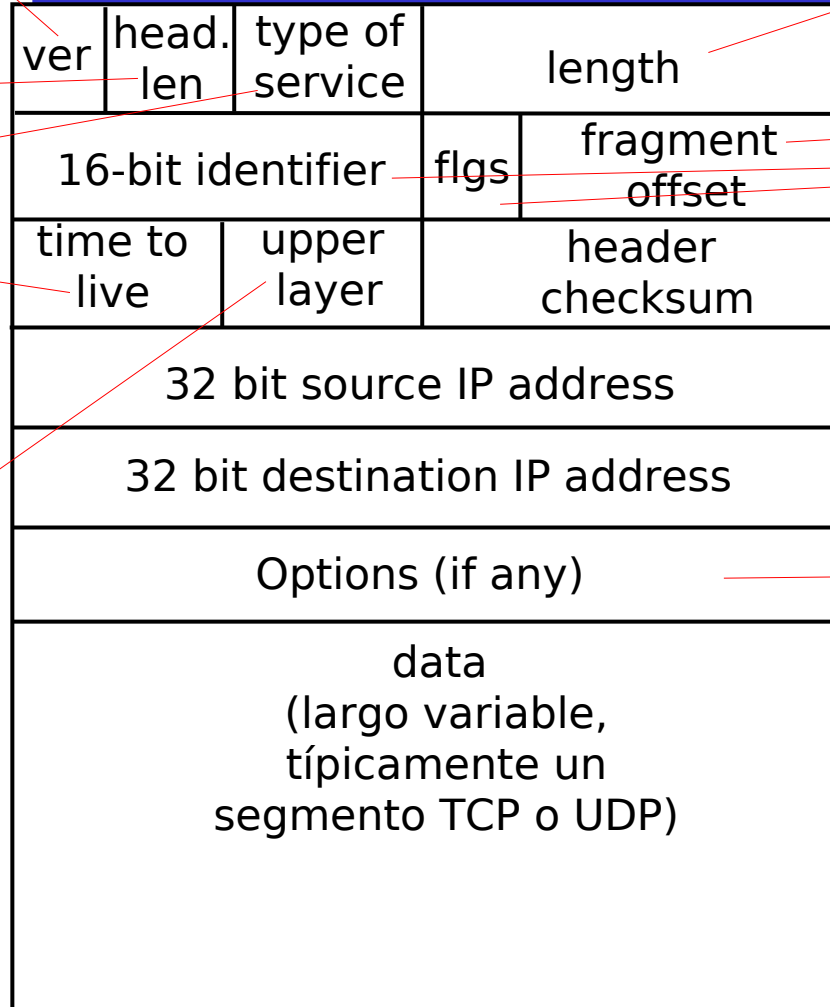 ver
head.
len
type of
service
length
16-bit identifier
flgs
fragment
offset
time to
live
upper
layer
header
checksum
32 bit source IP address
32 bit destination IP address
Options (if any)
data
(largo variable,
típicamente un
segmento TCP o UDP)